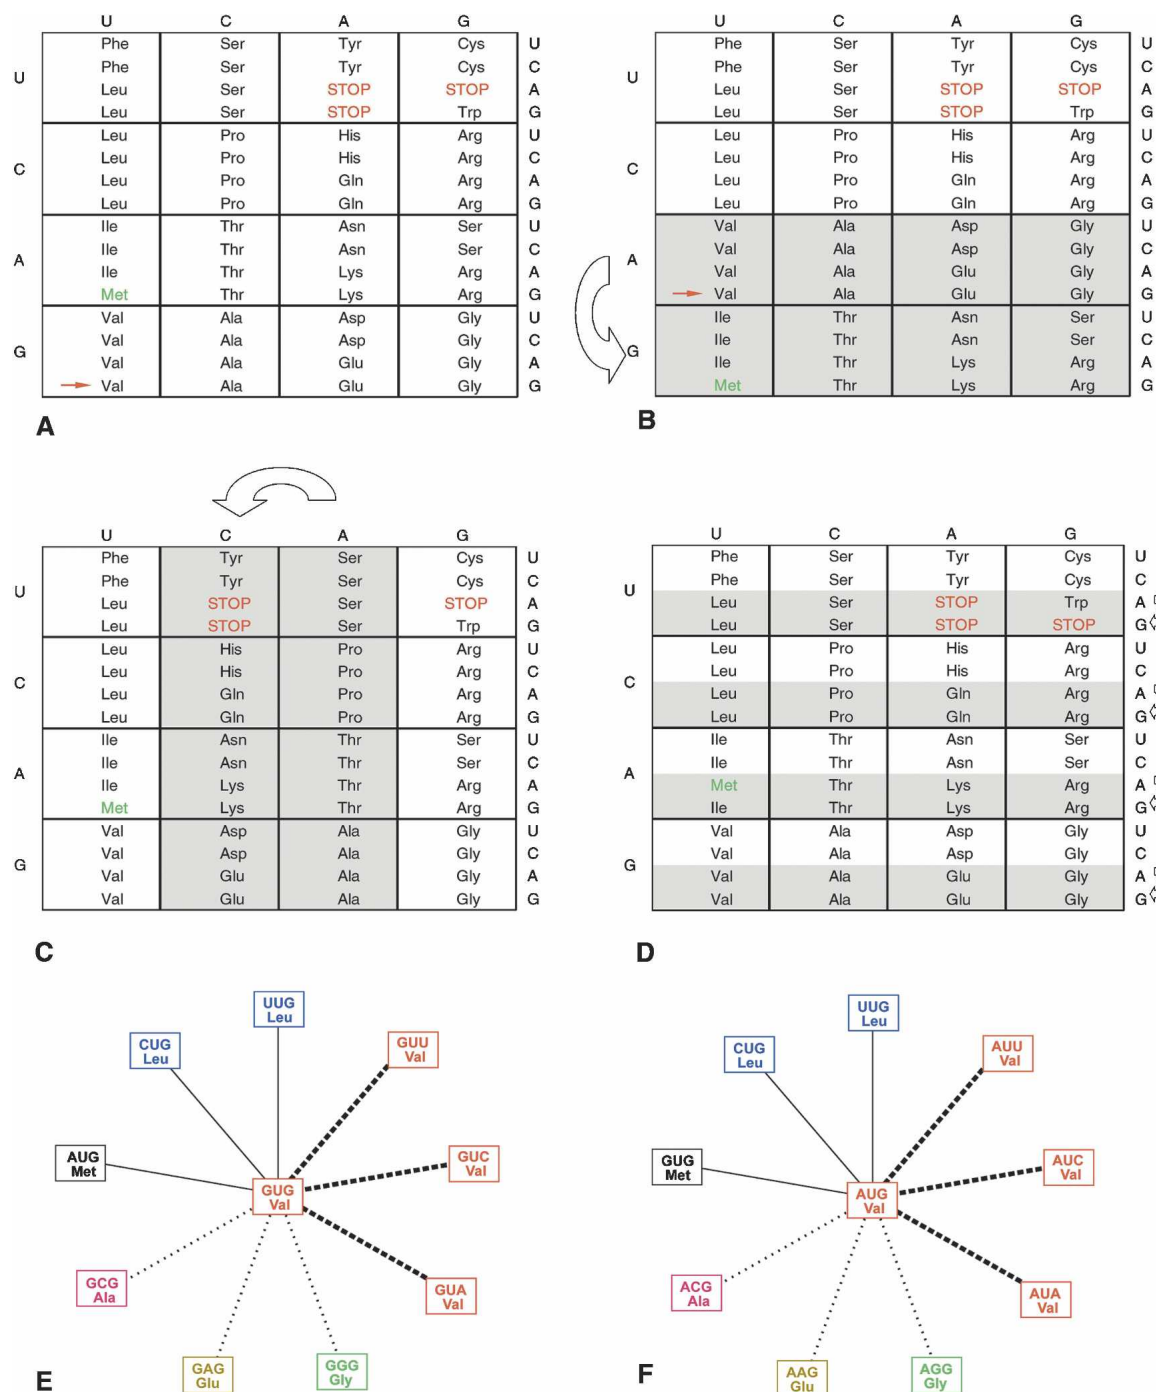 U C A G
Phe Ser Tyr Cys U
Phe Ser Tyr Cys C
U
Leu Ser STOP STOP A
Leu Ser STOP Trp G
Leu Pro His Arg U
Leu Pro His Arg C
C
Leu Pro Gln Arg A
Leu Pro Gln Arg G
Ile Thr Asn Ser U
Ile Thr Asn Ser C
A
Ile Thr Lys Arg A
Met Thr Lys Arg G
Val Ala Asp Gly U
Val Ala Asp Gly C
G
Val Ala Glu Gly A
Val Ala Glu Gly G
A
U C A G
Phe Ser Tyr Cys U
Phe Ser Tyr Cys C
U
Leu Ser STOP STOP A
Leu Ser STOP Trp G
Leu Pro His Arg U
Leu Pro His Arg C
C
Leu Pro Gln Arg A
Leu Pro Gln Arg G
Val Ala Asp Gly U
Val Ala Asp Gly C
A
Val Ala Glu Gly A
Val Ala Glu Gly G
Ile Thr Asn Ser U
Ile Thr Asn Ser C
G
Ile Thr Lys Arg A
Met Thr Lys Arg G
B
U C A G
Phe Tyr Ser Cys U
Phe Tyr Ser Cys C
U
Leu STOP Ser STOP A
Leu STOP Ser Trp G
Leu His Pro Arg U
Leu His Pro Arg C
C
Leu Gln Pro Arg A
Leu Gln Pro Arg G
Ile Asn Thr Ser U
Ile Asn Thr Ser C
A
Ile Lys Thr Arg A
Met Lys Thr Arg G
Val Asp Ala Gly U
Val Asp Ala Gly C
G
Val Glu Ala Gly A
Val Glu Ala Gly G
C
U C A G
Phe Ser Tyr Cys U
Phe Ser Tyr Cys C
U
Leu Ser STOP Trp A
Leu Ser STOP STOP G
Leu Pro His Arg U
Leu Pro His Arg C
C
Leu Pro Gln Arg A
Leu Pro Gln Arg G
Ile Thr Asn Ser U
Ile Thr Asn Ser C
A
Met Thr Lys Arg A
Ile Thr Lys Arg G
Val Ala Asp Gly U
Val Ala Asp Gly C
G
Val Ala Glu Gly A
Val Ala Glu Gly G
D
UUG
Leu
CUG
Leu
GUU
Val
AUG
Met
GUC
Val
GUG
Val
GCG
Ala
GUA
Val
GAG
Glu
GGG
Gly
E
UUG
Leu
CUG
Leu
AUU
Val
GUG
Met
AUC
Val
AUG
Val
ACG
Ala
AUA
Val
AAG
Glu
AGG
Gly
F